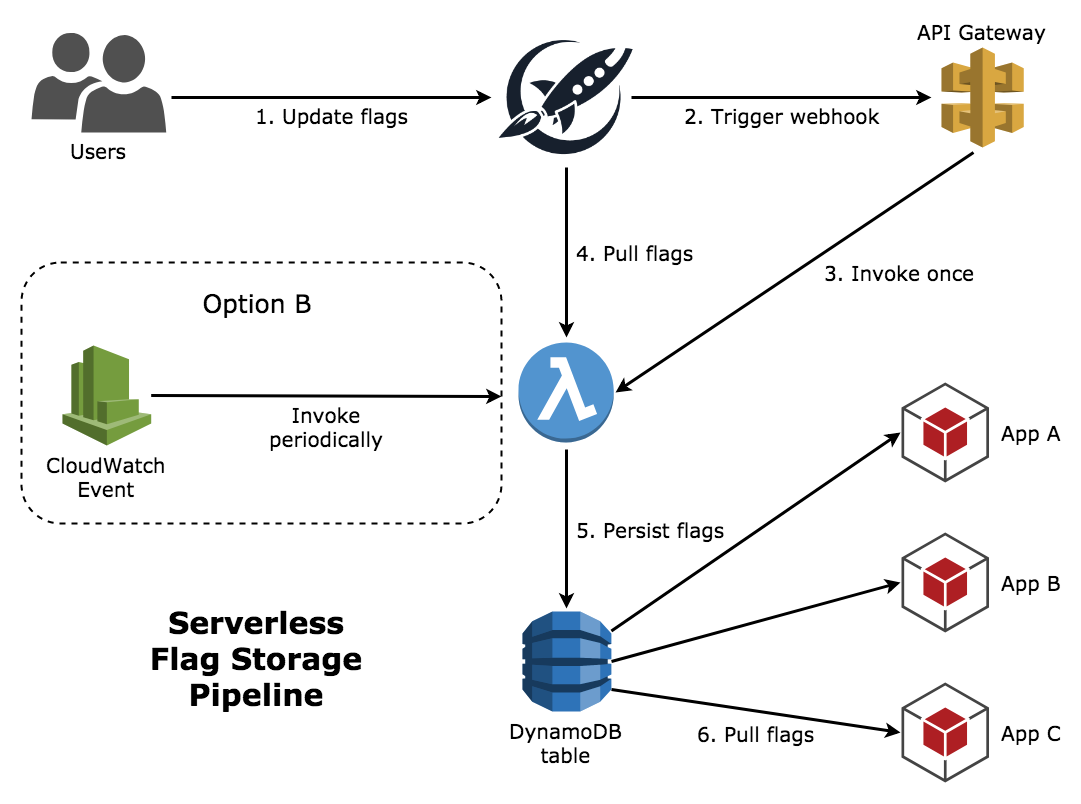 API Gateway
1. Update flags
2. Trigger webhook
Users
4. Pull flags
3. Invoke once
Option B
Invoke
periodically
CloudWatch
Event
App A
5. Persist flags
App B
Serverless
Flag Storage
Pipeline
DynamoDB
table
6. Pull flags
App C